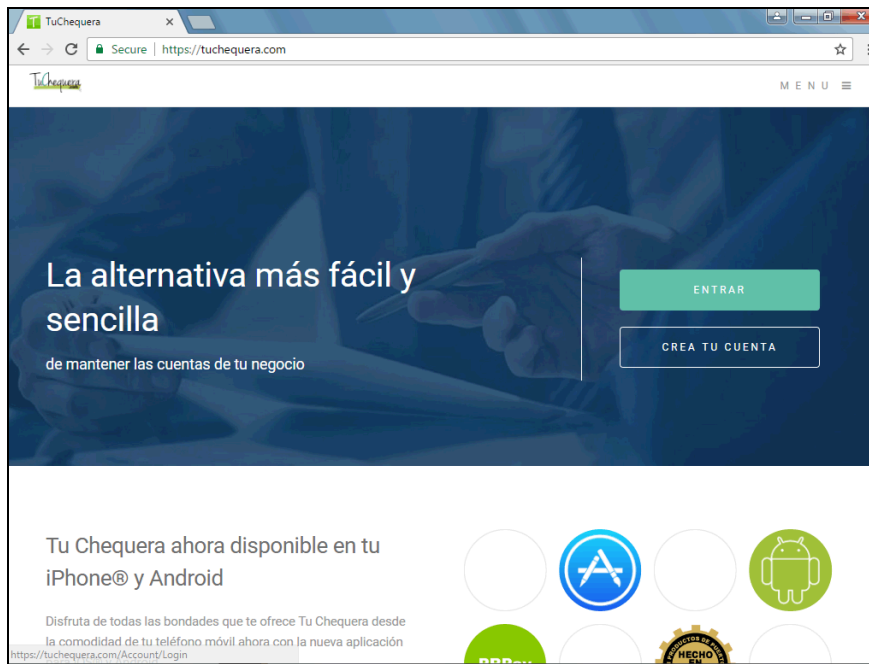 TuChequera
Secure | https://tuchequera.com
TuChequera
MENU
La alternativa más fácil y
sencilla
de mantener las cuentas de tu negocio
ENTRAR
CREA TU CUENTA
Tu Chequera ahora disponible en tu
iPhone® y Android
Disfruta de todas las bondades que te ofrece Tu Chequera desde
la comodidad de tu teléfono móvil ahora con la nueva aplicación
https://tuchequera.com/Account/Login
PRODUCTOS DE
HECHO
EN